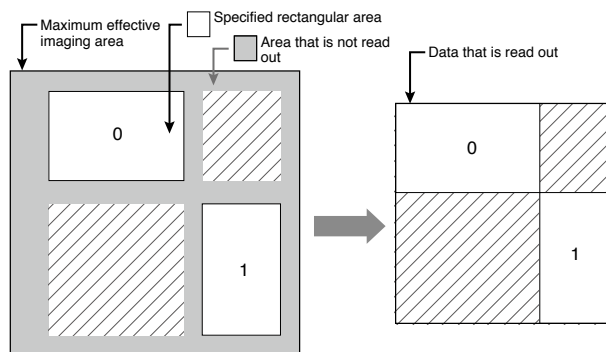 Maximum effective
imaging area
Specified rectangular area
Area that is not read
out
0
1
Data that is read out
0
1